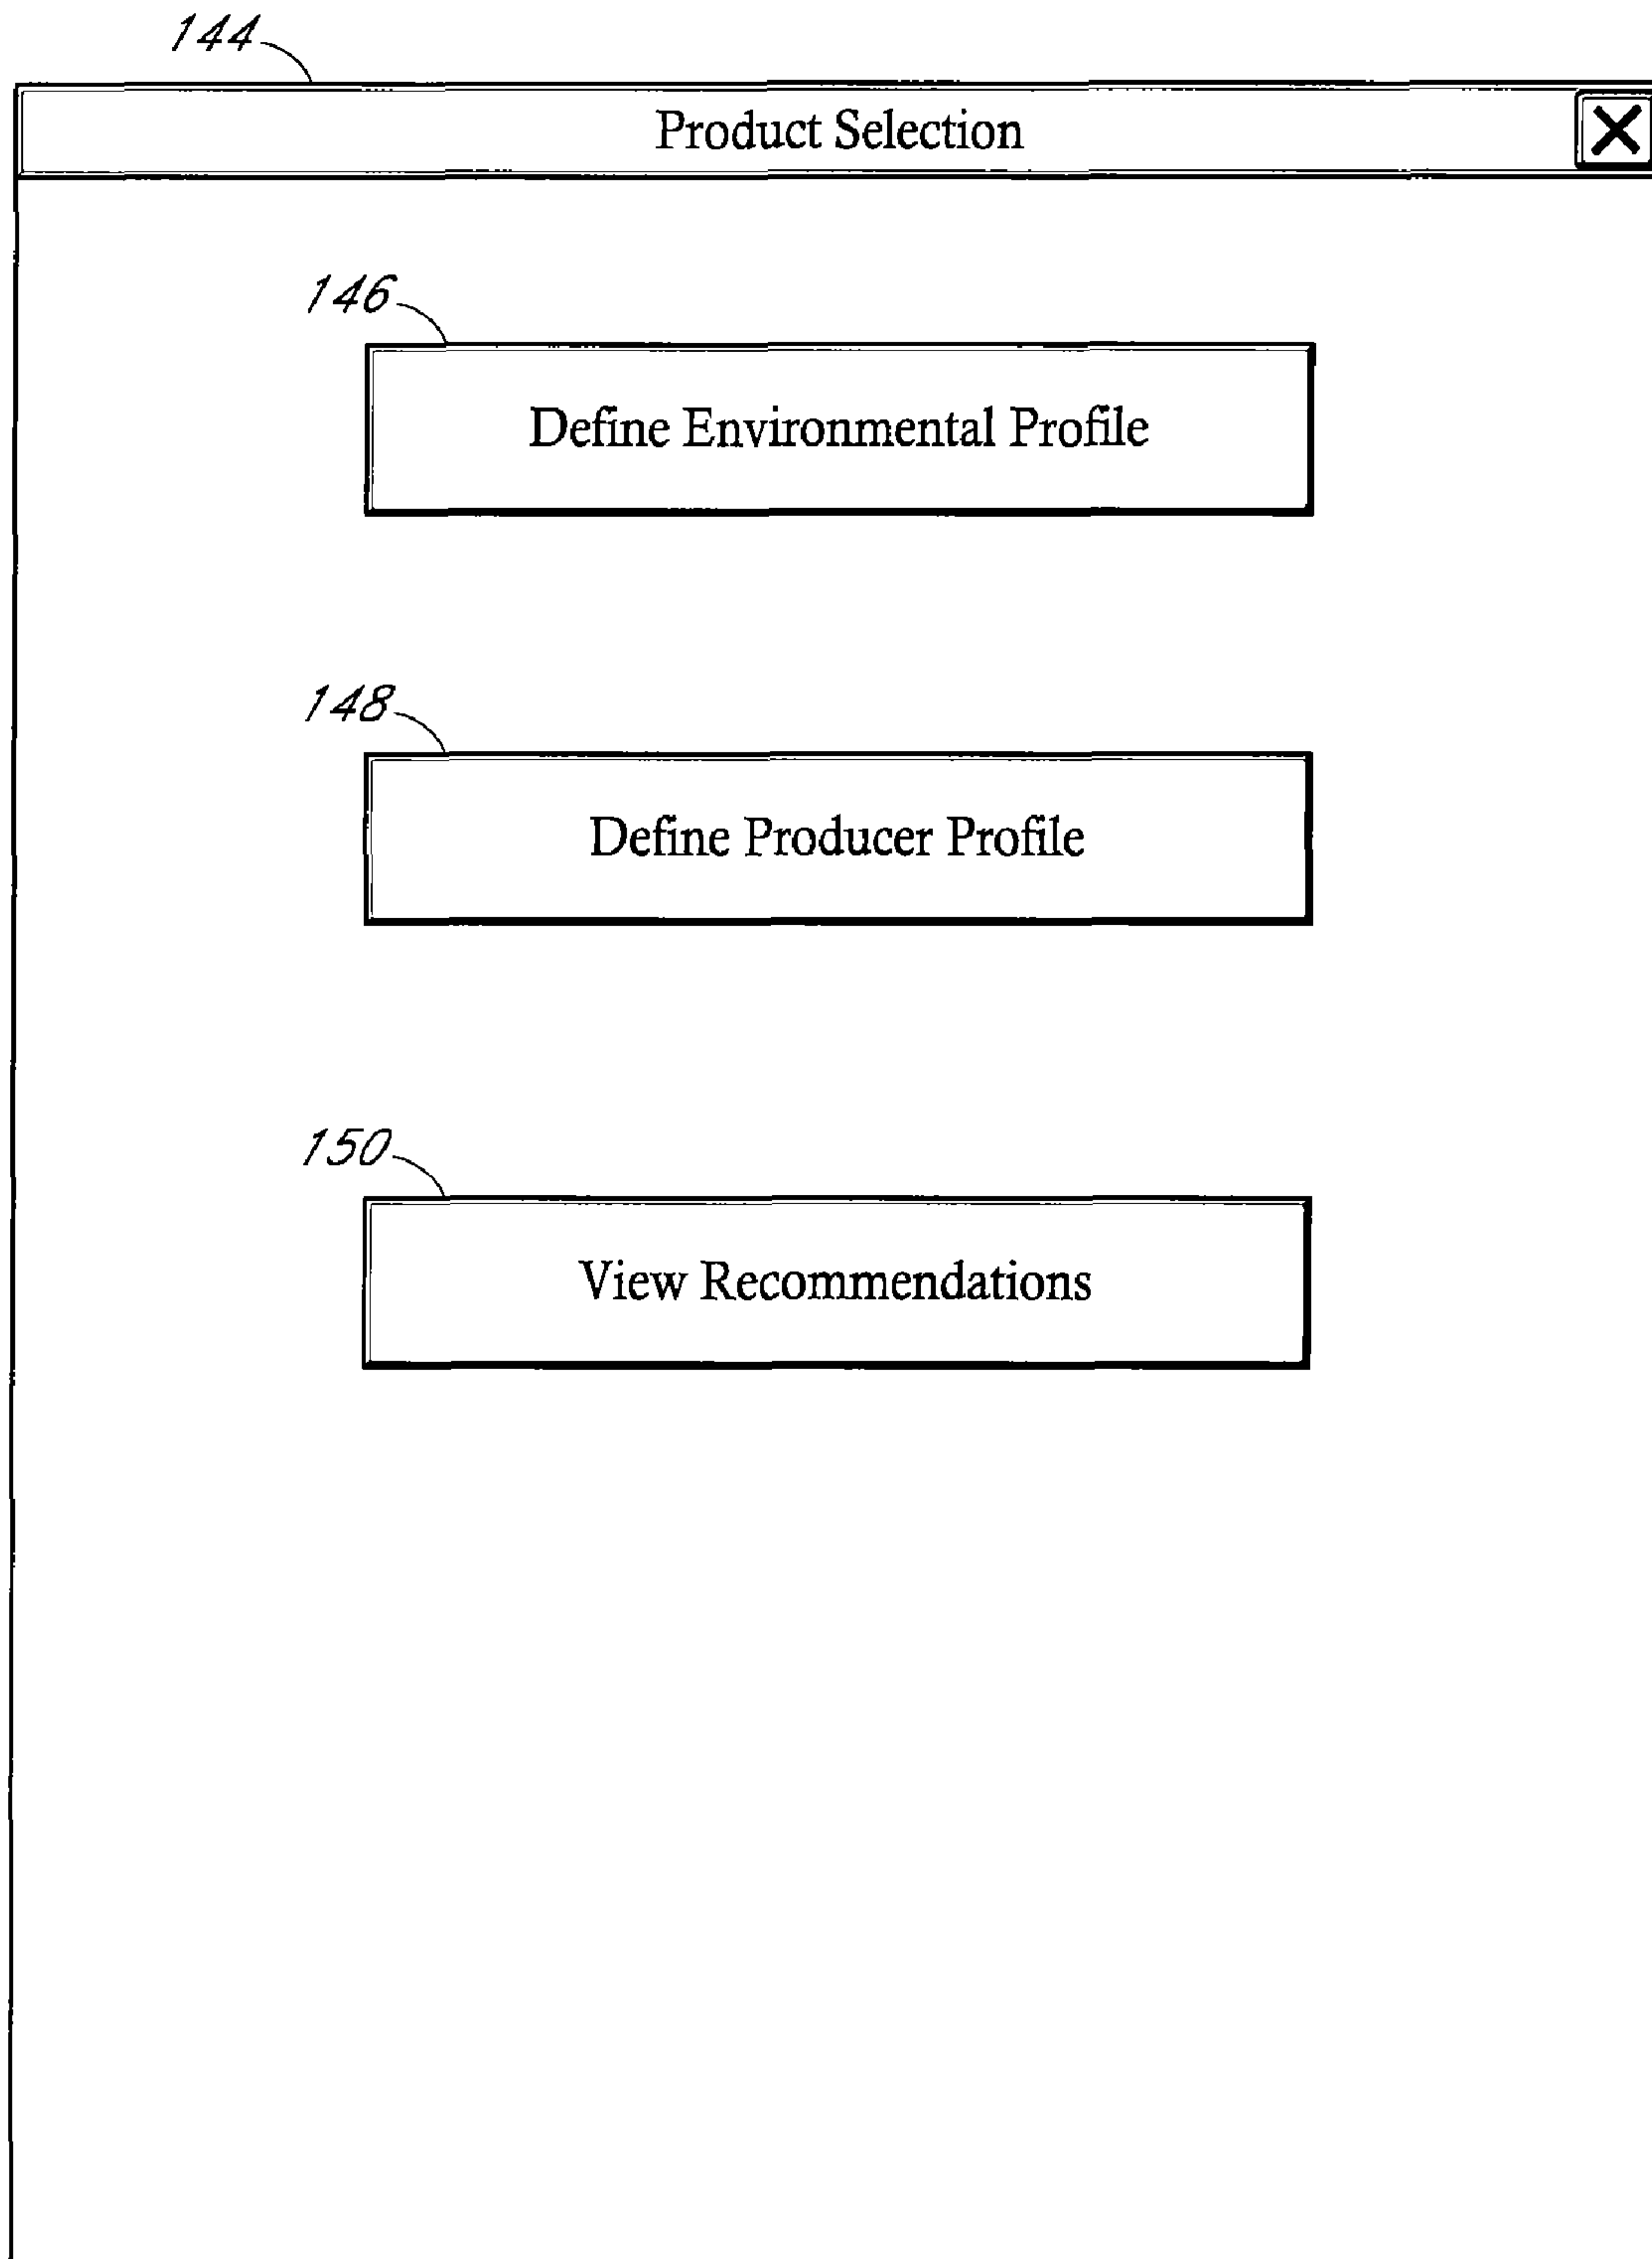 144
Product Selection
146
Define Environmental Profile
148
Define Producer Profile
150
View Recommendations